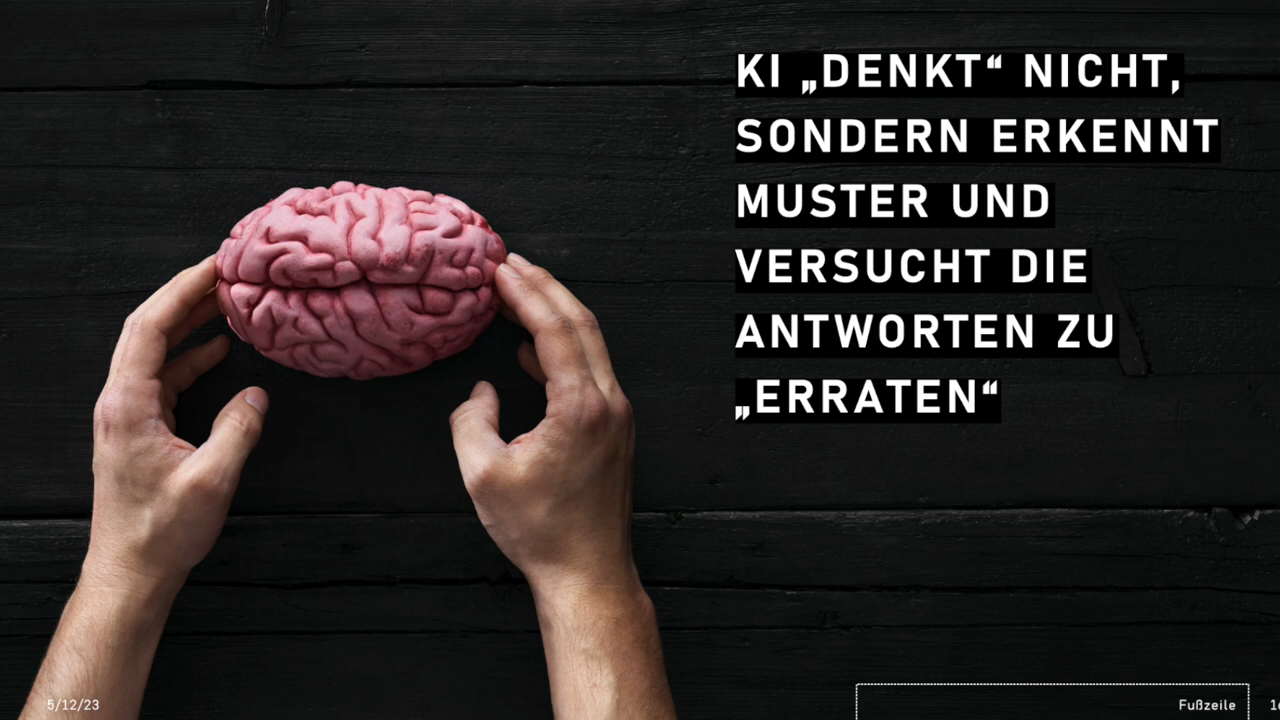 KI „DENKT“ NICHT,
SONDERN ERKENNT
MUSTER UND
VERSUCHT DIE
ANTWORTEN ZU
„ERRATEN“
5/12/23
Fußzeile